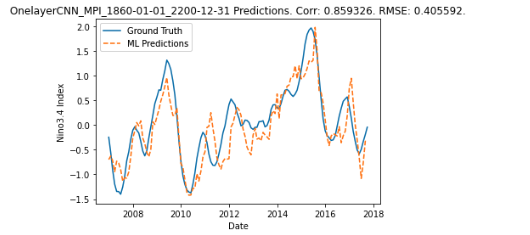 OnelayerCNN_MPI_1860-01-01_2200-12-31 Predictions. Corr: 0.859326. RMSE: 0.405592.
Ground Truth
ML Predictions
Nino3.4 Index
2.0
1.5
1.0
0.5
0.0
−0.5
−1.0
−1.5
2008 2010 2012 2014 2016 2018
Date